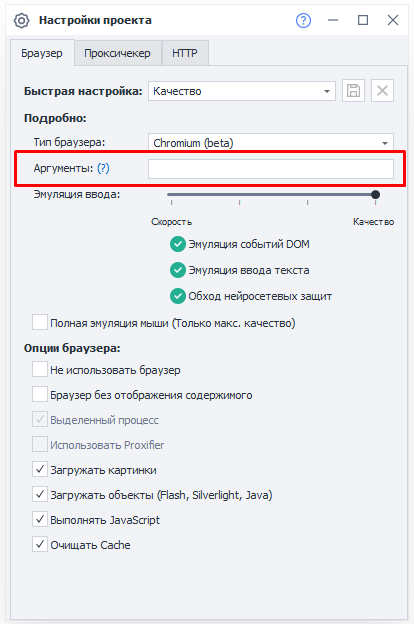 Настройки проекта
Браузер Проксичекер HTTP
Быстрая настройка: Качество
Подробно:
Тип браузера: Chromium (beta)
Аргументы: (?)
Эмуляция ввода:
Скорость Качество
Эмуляция событий DOM
Эмуляция ввода текста
Обход нейросетевых защит
Полная эмуляция мыши (Только макс. качество)
Опции браузера:
Не использовать браузер
Браузер без отображения содержимого
Выделенный процесс
Использовать Proxifier
Загружать картинки
Загружать объекты (Flash, Silverlight, Java)
Выполнять JavaScript
Очищать Cache